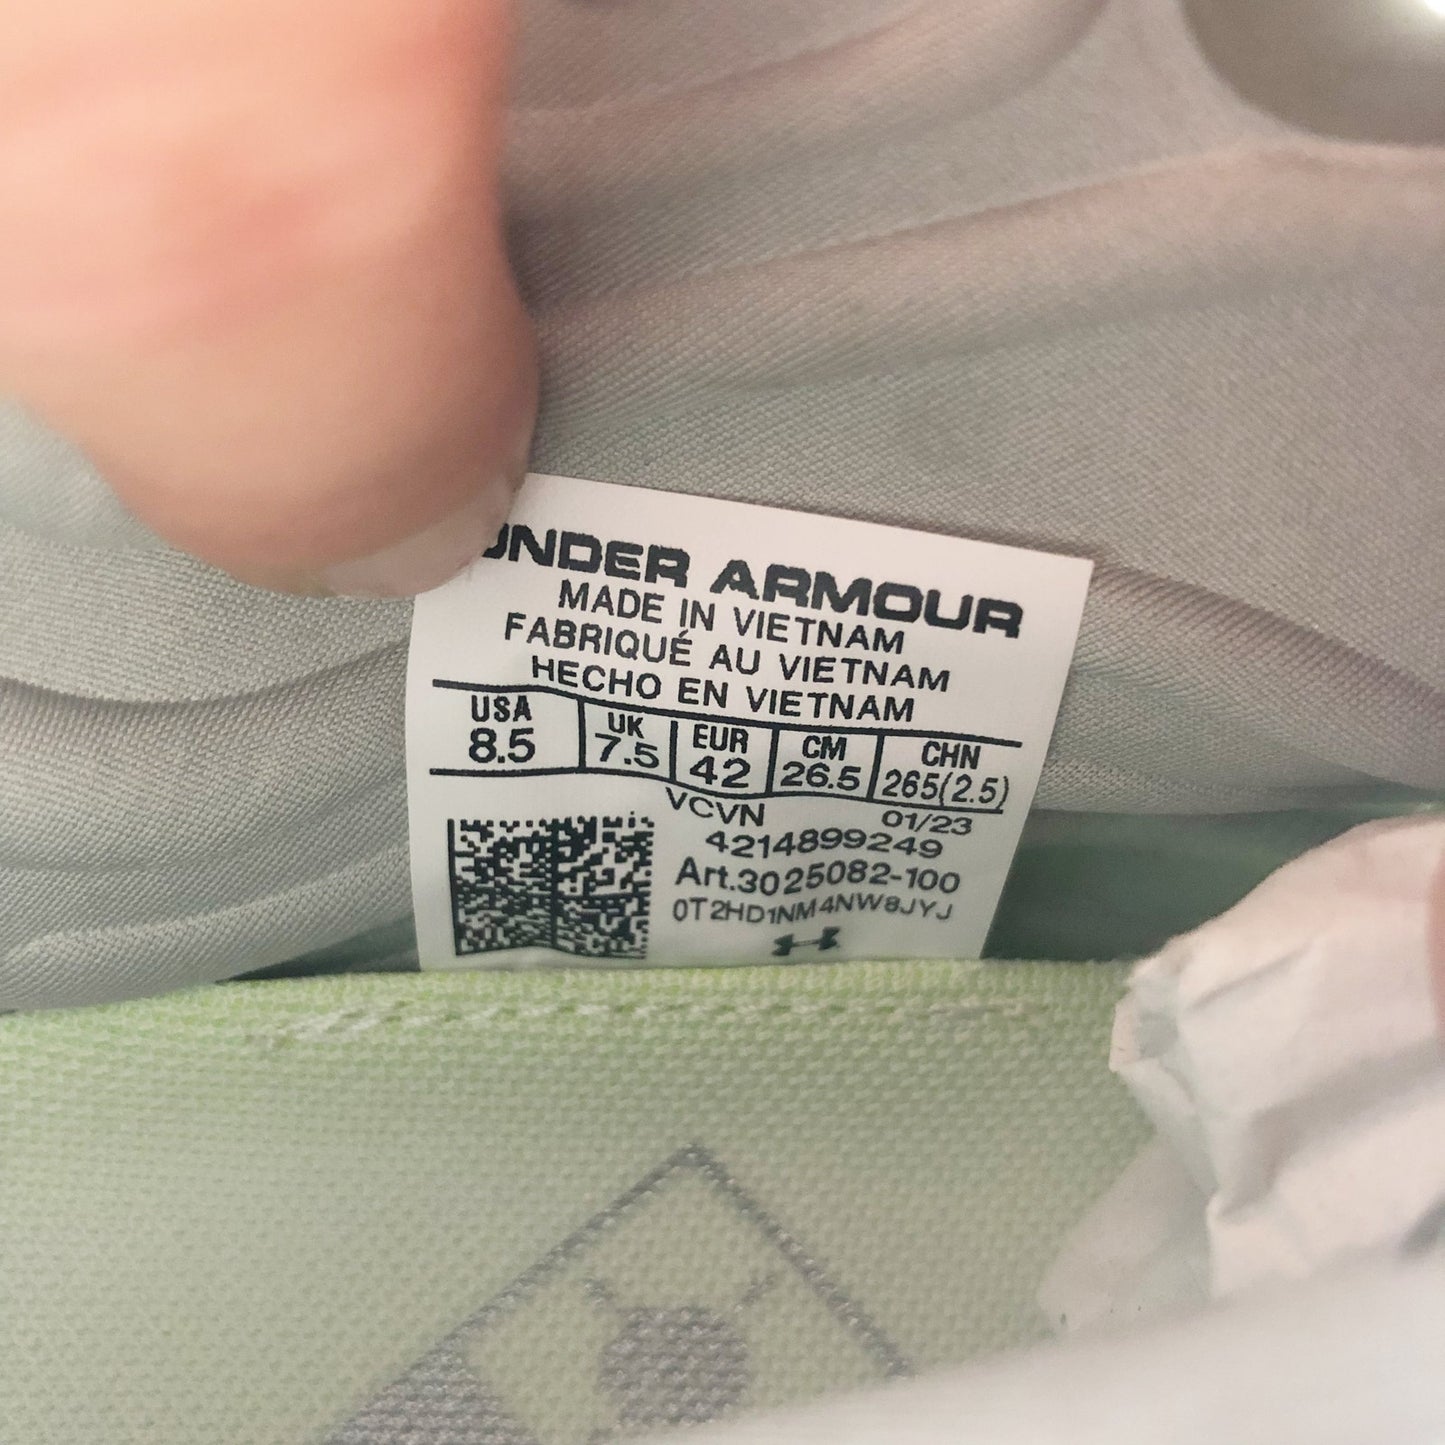 UNDER ARMOUR
MADE IN VIETNAM
FABRIQUÉ AU VIETNAM
HECHO EN VIETNAM
USA UK EUR CM CHN
8.5 7.5 42 26.5 265(2.5)
VCVN 01/23
4214899249
Art.3025082-100
0T2HD1NM4NW8JYJ